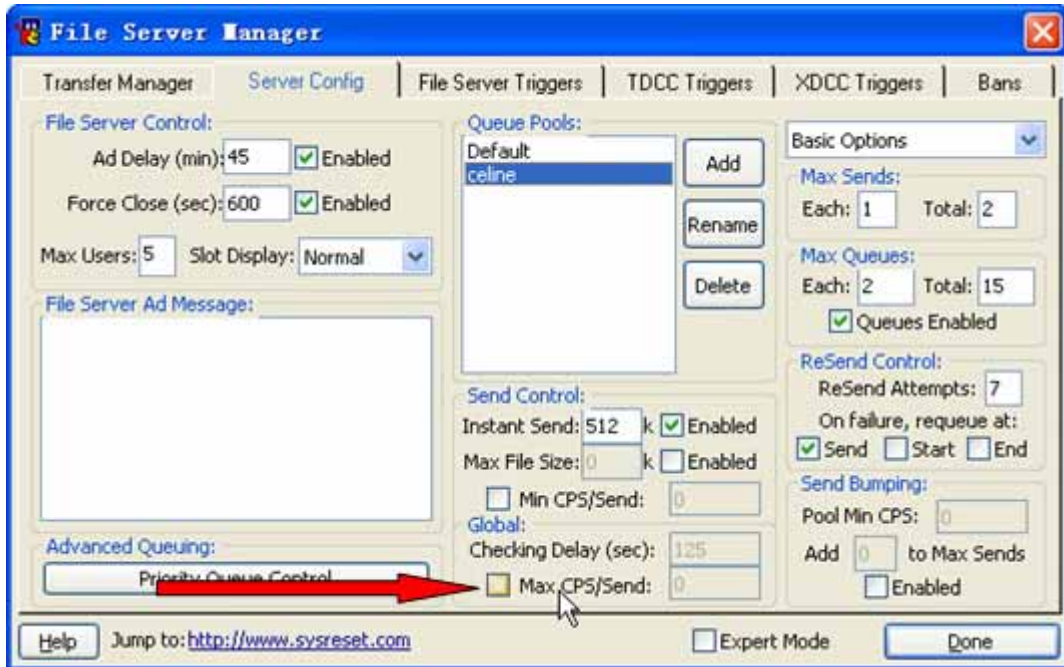 File Server Manager
Transfer Manager
Server Config
File Server Triggers
TDCC Triggers
XDCC Triggers
Bans
File Server Control:
Ad Delay (min): 45 Enabled
Force Close (sec): 600 Enabled
Max Users: 5 Slot Display: Normal
File Server Ad Message:
Advanced Queuing:
Priority Queue Control
Queue Pools:
Default
celine
Add
Rename
Delete
Send Control:
Instant Send: 512 k Enabled
Max File Size: 0 k Enabled
Min CPS/Send: 0
Global:
Checking Delay (sec): 125
Max CPS/Send: 0
Basic Options
Max Sends:
Each: 1 Total: 2
Max Queues:
Each: 2 Total: 15
Queues Enabled
ReSend Control:
ReSend Attempts: 7
On failure, requeue at:
Send Start End
Send Bumping:
Pool Min CPS: 0
Add 0 to Max Sends
Enabled
Help Jump to: http://www.sysreset.com
Expert Mode
Done